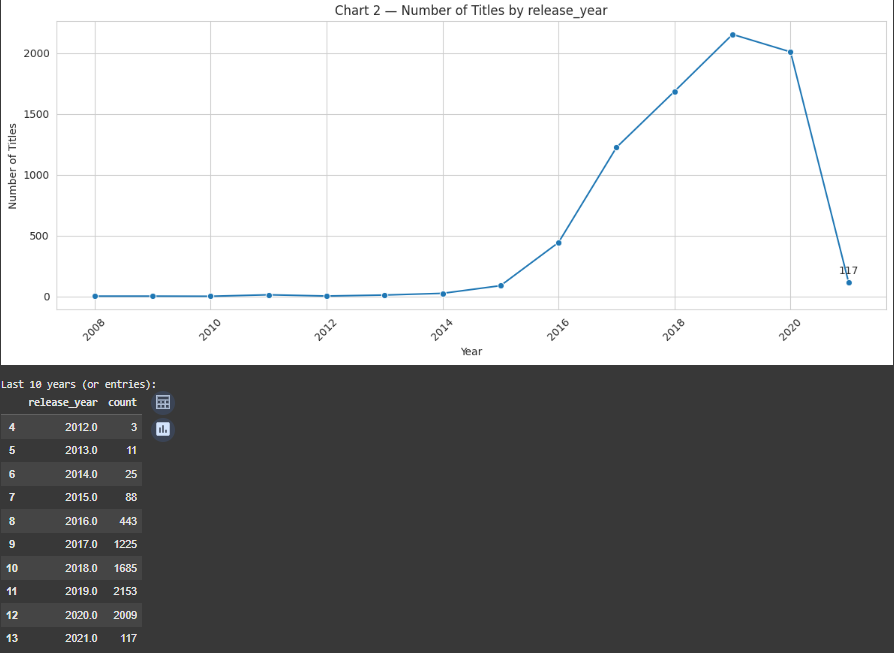 Chart 2 — Number of Titles by release_year
Number of Titles
2000
1500
1000
500
0
117
2008
2010
2012
2014
2016
2018
2020
Year
Last 10 years (or entries):
release_year count
4 2012.0 3
5 2013.0 11
6 2014.0 25
7 2015.0 88
8 2016.0 443
9 2017.0 1225
10 2018.0 1685
11 2019.0 2153
12 2020.0 2009
13 2021.0 117